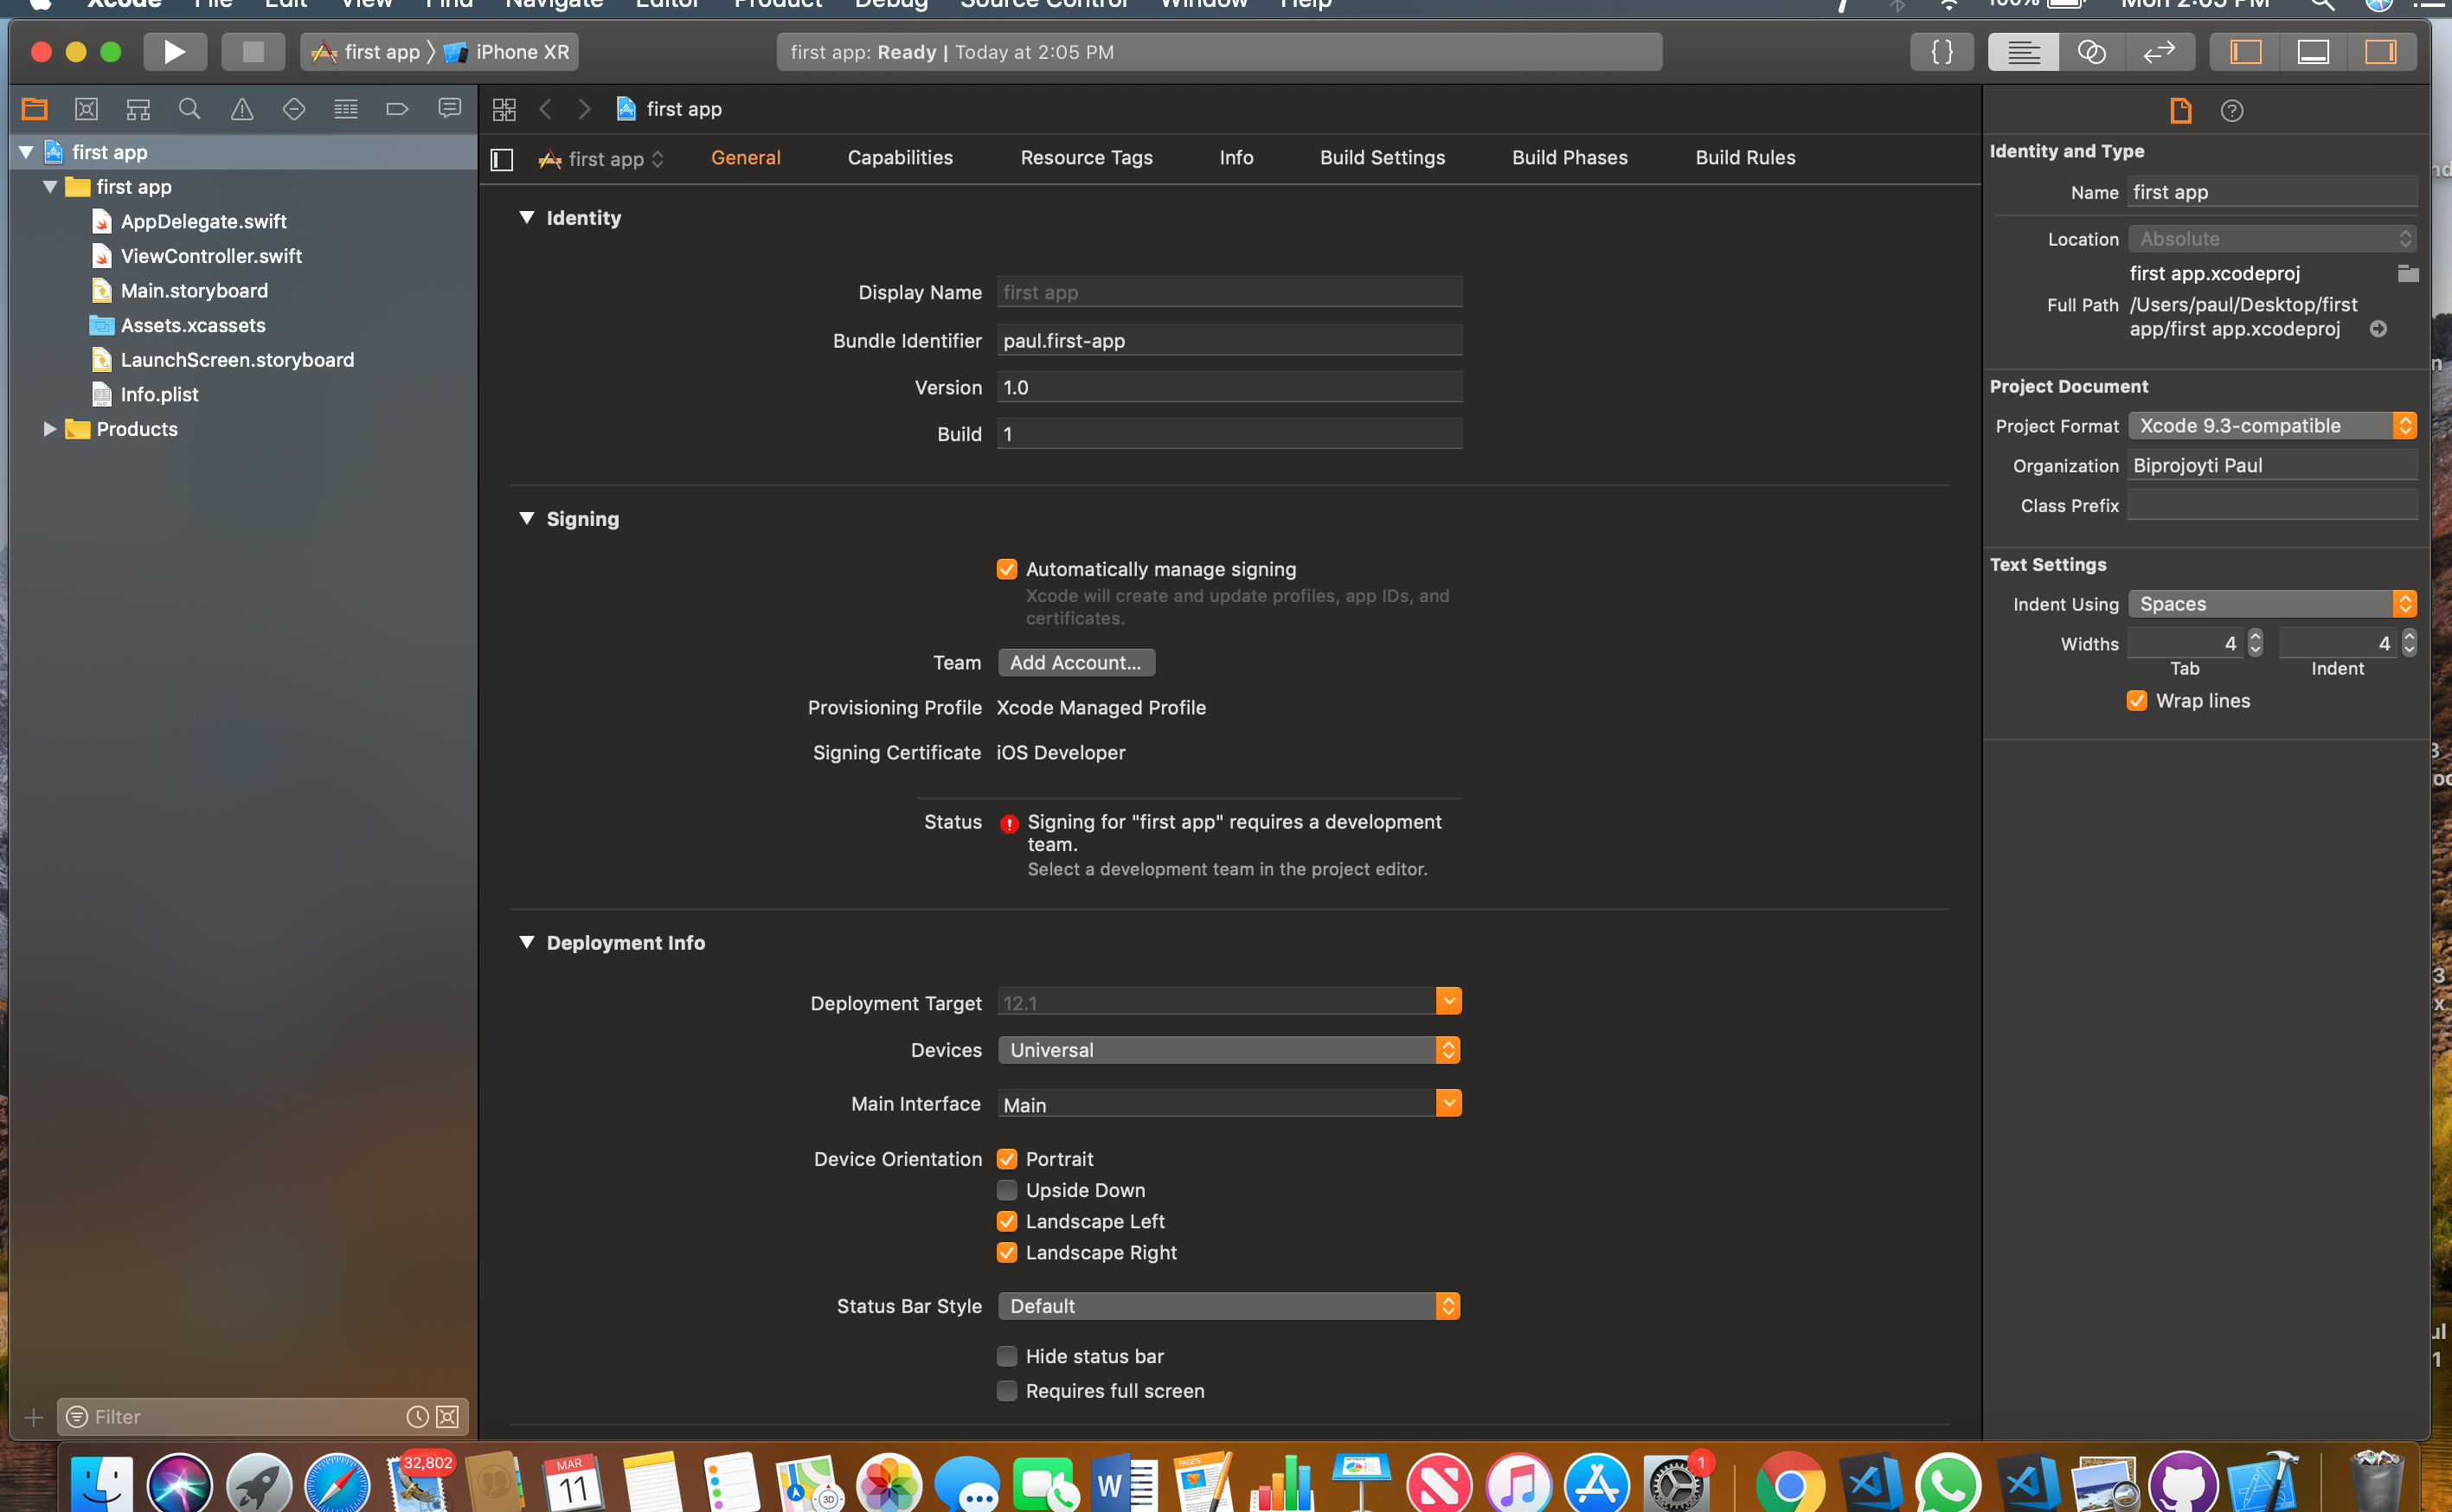 Xcode File Edit View Find Navigate Editor Product Debug Source Control Window Help 100% Mon 2:05 PM
first app iPhone XR
first app: Ready | Today at 2:05 PM
{ }
first app
first app
AppDelegate.swift
ViewController.swift
Main.storyboard
Assets.xcassets
LaunchScreen.storyboard
Info.plist
Products
Filter
first app
first app General Capabilities Resource Tags Info Build Settings Build Phases Build Rules
Identity
Display Name first app
Bundle Identifier paul.first-app
Version 1.0
Build 1
Signing
Automatically manage signing
Xcode will create and update profiles, app IDs, and
certificates.
Team Add Account...
Provisioning Profile Xcode Managed Profile
Signing Certificate iOS Developer
Status Signing for "first app" requires a development
team.
Select a development team in the project editor.
Deployment Info
Deployment Target 12.1
Devices Universal
Main Interface Main
Device Orientation Portrait
Upside Down
Landscape Left
Landscape Right
Status Bar Style Default
Hide status bar
Requires full screen
Identity and Type
Name first app
Location Absolute
first app.xcodeproj
Full Path /Users/paul/Desktop/first
app/first app.xcodeproj
Project Document
Project Format Xcode 9.3-compatible
Organization Biprojoyti Paul
Class Prefix
Text Settings
Indent Using Spaces
Widths 4 4
Tab Indent
Wrap lines
32,802
MAR
11
3D
W
PAGES
1